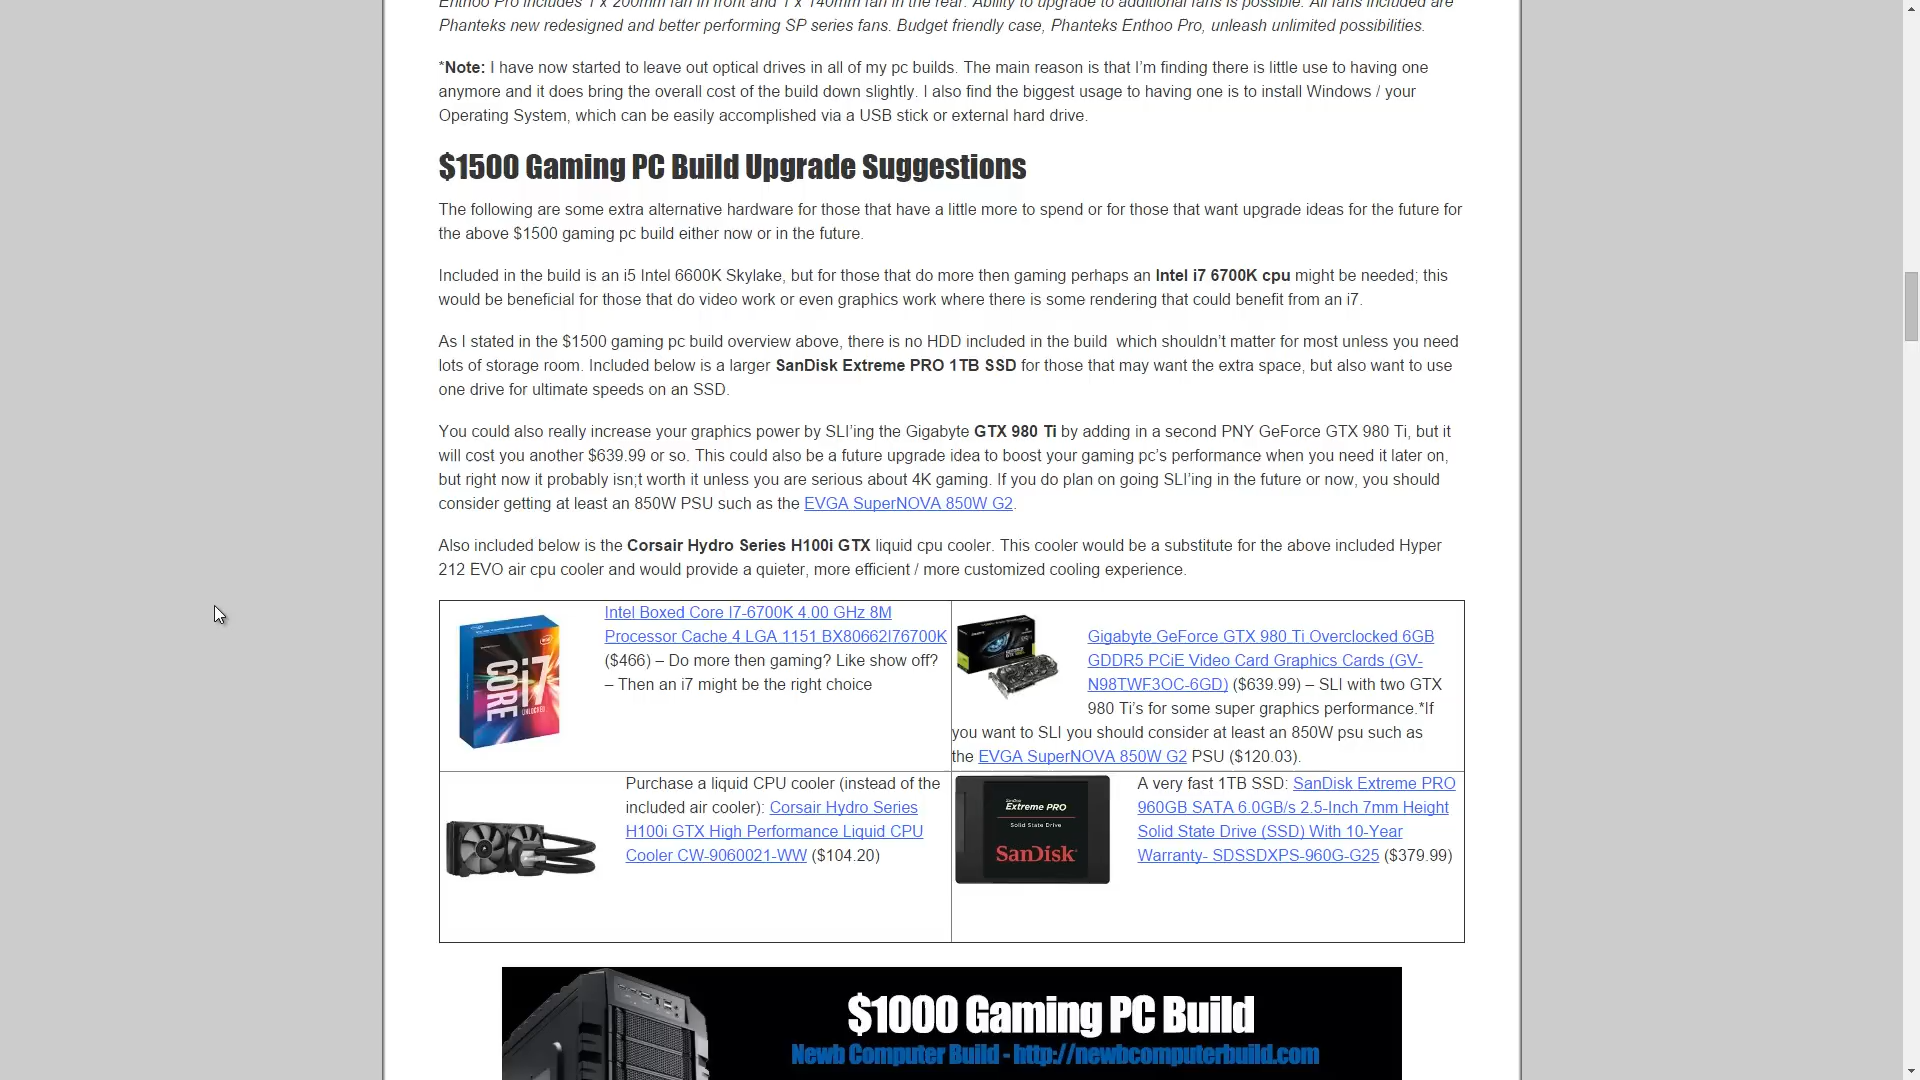 Enthoo Pro includes 1 x 200mm fan in front and 1 x 140mm fan in the rear. Ability to upgrade to additional fans is possible. All fans included are
Phanteks new redesigned and better performing SP series fans. Budget friendly case, Phanteks Enthoo Pro, unleash unlimited possibilities.
*Note: I have now started to leave out optical drives in all of my pc builds. The main reason is that I'm finding there is little use to having one
anymore and it does bring the overall cost of the build down slightly. I also find the biggest usage to having one is to install Windows / your
Operating System, which can be easily accomplished via a USB stick or external hard drive.
$1500 Gaming PC Build Upgrade Suggestions
The following are some extra alternative hardware for those that have a little more to spend or for those that want upgrade ideas for the future for
the above $1500 gaming pc build either now or in the future.
Included in the build is an i5 Intel 6600K Skylake, but for those that do more then gaming perhaps an Intel i7 6700K cpu might be needed; this
would be beneficial for those that do video work or even graphics work where there is some rendering that could benefit from an i7.
As I stated in the $1500 gaming pc build overview above, there is no HDD included in the build  which shouldn't matter for most unless you need
lots of storage room. Included below is a larger SanDisk Extreme PRO 1TB SSD for those that may want the extra space, but also want to use
one drive for ultimate speeds on an SSD.
You could also really increase your graphics power by SLI'ing the Gigabyte GTX 980 Ti by adding in a second PNY GeForce GTX 980 Ti, but it
will cost you another $639.99 or so. This could also be a future upgrade idea to boost your gaming pc's performance when you need it later on,
but right now it probably isn;t worth it unless you are serious about 4K gaming. If you do plan on going SLI'ing in the future or now, you should
consider getting at least an 850W PSU such as the EVGA SuperNOVA 850W G2.
Also included below is the Corsair Hydro Series H100i GTX liquid cpu cooler. This cooler would be a substitute for the above included Hyper
212 EVO air cpu cooler and would provide a quieter, more efficient / more customized cooling experience.
CORE i7
UNLOCKED
Intel Boxed Core I7-6700K 4.00 GHz 8M
Processor Cache 4 LGA 1151 BX80662I76700K
($466) – Do more then gaming? Like show off?
– Then an i7 might be the right choice
Gigabyte GeForce GTX 980 Ti Overclocked 6GB
GDDR5 PCiE Video Card Graphics Cards (GV-
N98TWF3OC-6GD) ($639.99) – SLI with two GTX
980 Ti's for some super graphics performance.*If
you want to SLI you should consider at least an 850W psu such as
the EVGA SuperNOVA 850W G2 PSU ($120.03).
Purchase a liquid CPU cooler (instead of the
included air cooler): Corsair Hydro Series
H100i GTX High Performance Liquid CPU
Cooler CW-9060021-WW ($104.20)
SanDisk
Extreme PRO
Solid State Drive
SanDisk
A very fast 1TB SSD: SanDisk Extreme PRO
960GB SATA 6.0GB/s 2.5-Inch 7mm Height
Solid State Drive (SSD) With 10-Year
Warranty- SDSSDXPS-960G-G25 ($379.99)
$1000 Gaming PC Build
Newb Computer Build - http://newbcomputerbuild.com